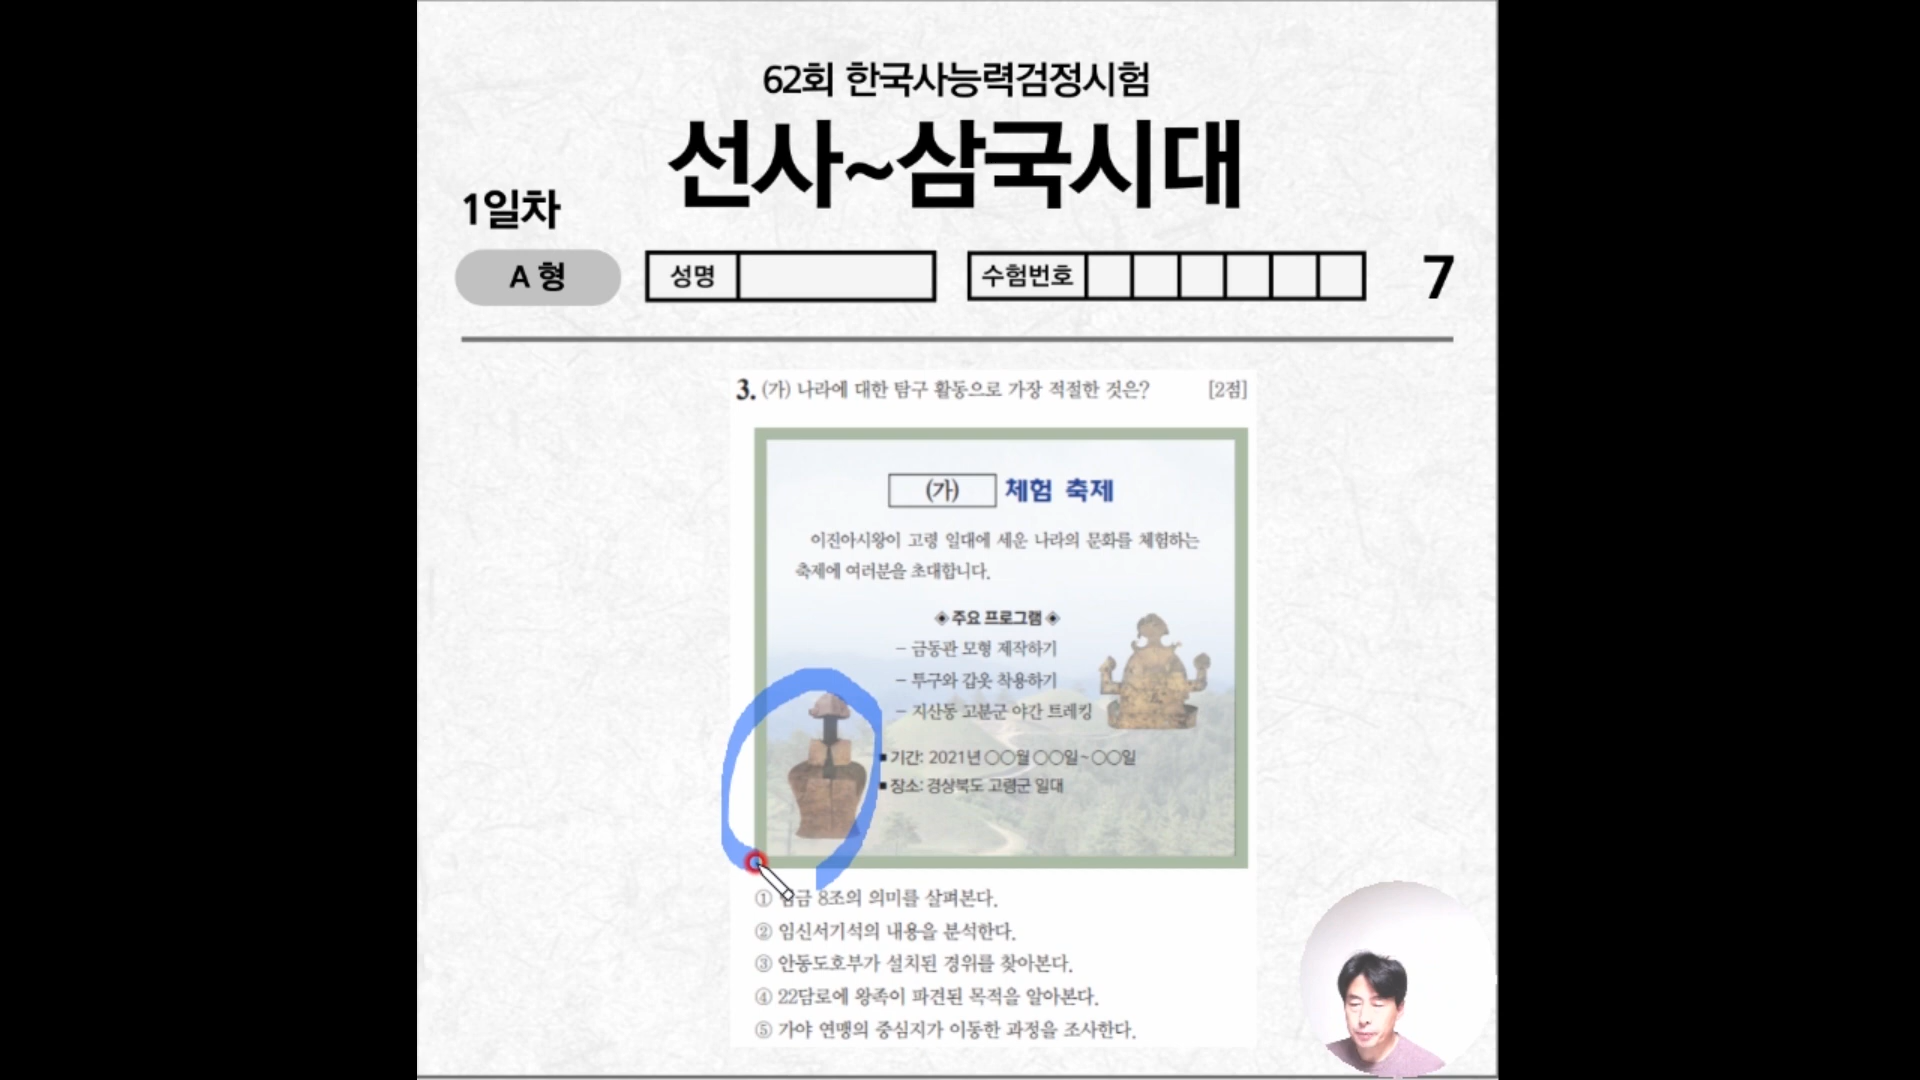 62회 한국사능력검정시험
선사~삼국시대
1일차
A 형
성명
수험번호
7
3. (가) 나라에 대한 탐구 활동으로 가장 적절한 것은? [2점]
(가) 체험 축제
이진아시왕이 고령 일대에 세운 나라의 문화를 체험하는
축제에 여러분을 초대합니다.
◈ 주요 프로그램 ◈
- 금동관 모형 제작하기
- 투구와 갑옷 착용하기
- 지산동 고분군 야간 트레킹
■ 기간: 2021년 ○○월 ○○일~○○일
■ 장소: 경상북도 고령군 일대
① 8조의 의미를 살펴본다.
② 임신서기석의 내용을 분석한다.
③ 안동도호부가 설치된 경위를 찾아본다.
④ 22담로에 왕족이 파견된 목적을 알아본다.
⑤ 가야 연맹의 중심지가 이동한 과정을 조사한다.